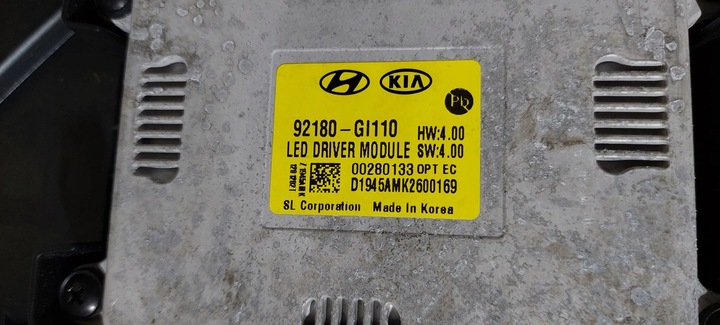 KIA
Pb
92180-GI110 HW:4.00
LED DRIVER MODULE SW:4.00
00280133 OPT EC
D1945AMK2600169
SL Corporation Made In Korea